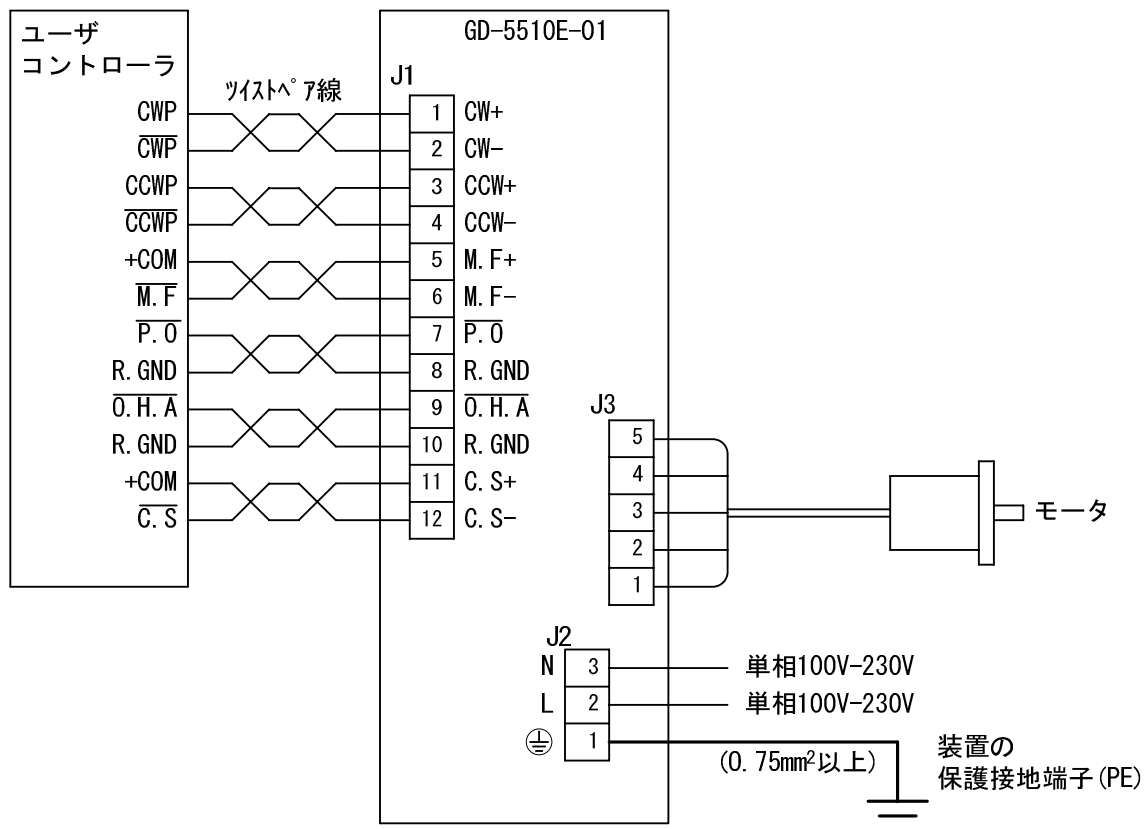 ユーザ
コントローラ
CWP
C̅W̅P̅
CCWP
C̅C̅W̅P̅
+COM
M̅.̅F̅
P̅.̅O̅
R.GND
O̅.̅H̅.̅A̅
R.GND
+COM
C̅.̅S̅
ﾂｲｽﾄﾍﾟｱ線
GD-5510E-01
J1
1 CW+
2 CW-
3 CCW+
4 CCW-
5 M.F+
6 M.F-
7 P̅.̅O̅
8 R.GND
9 O̅.̅H̅.̅A̅
10 R.GND
11 C.S+
12 C.S-
J3
5
4
3
2
1
モータ
J2
N 3 単相100V-230V
L 2 単相100V-230V
1
(0.75mm²以上)
装置の
保護接地端子(PE)